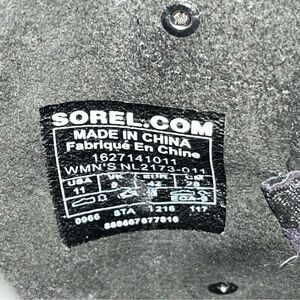 SOREL.COM
MADE IN CHINA
Fabriqué En Chine
1627141011
WMN'S NL2173-011
USA UK EUR CM
11 9 42 28
0966 STA 1216 117
888667677816